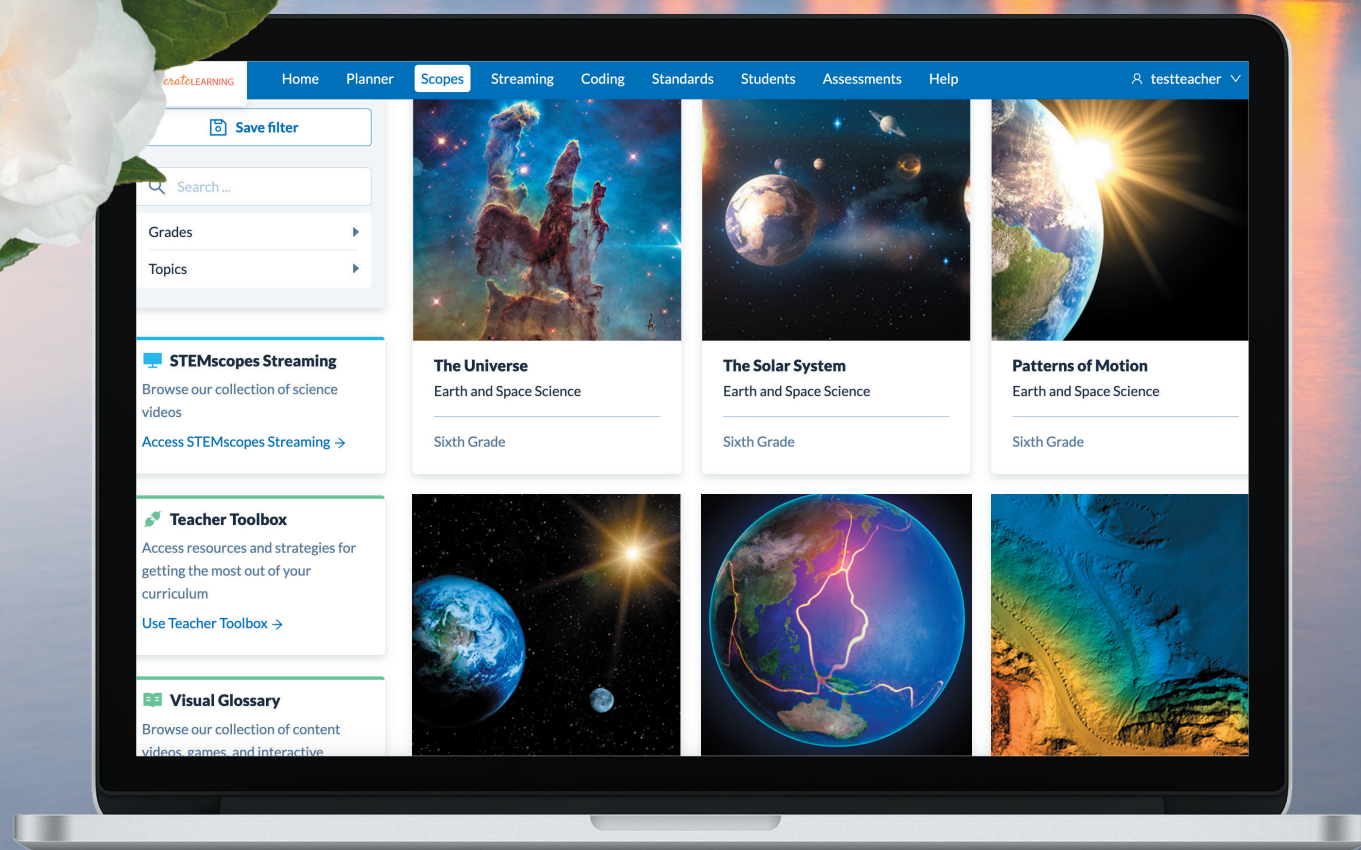 erateLEARNING
Home Planner Scopes Streaming Coding Standards Students Assessments Help testteacher
Save filter
Search ...
Grades
Topics
STEMscopes Streaming
Browse our collection of science
videos
Access STEMscopes Streaming →
Teacher Toolbox
Access resources and strategies for
getting the most out of your
curriculum
Use Teacher Toolbox →
Visual Glossary
Browse our collection of content
videos, games, and interactive
The Universe
Earth and Space Science
Sixth Grade
The Solar System
Earth and Space Science
Sixth Grade
Patterns of Motion
Earth and Space Science
Sixth Grade